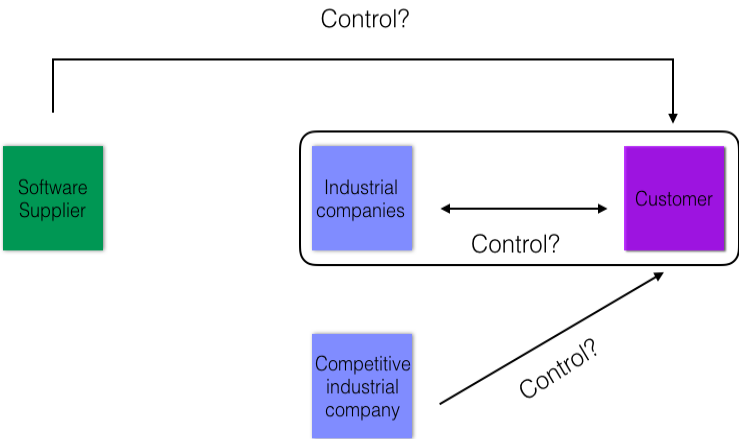 Control?
Software
Supplier
Industrial
companies
Customer
Control?
Competitive
industrial
company
Control?